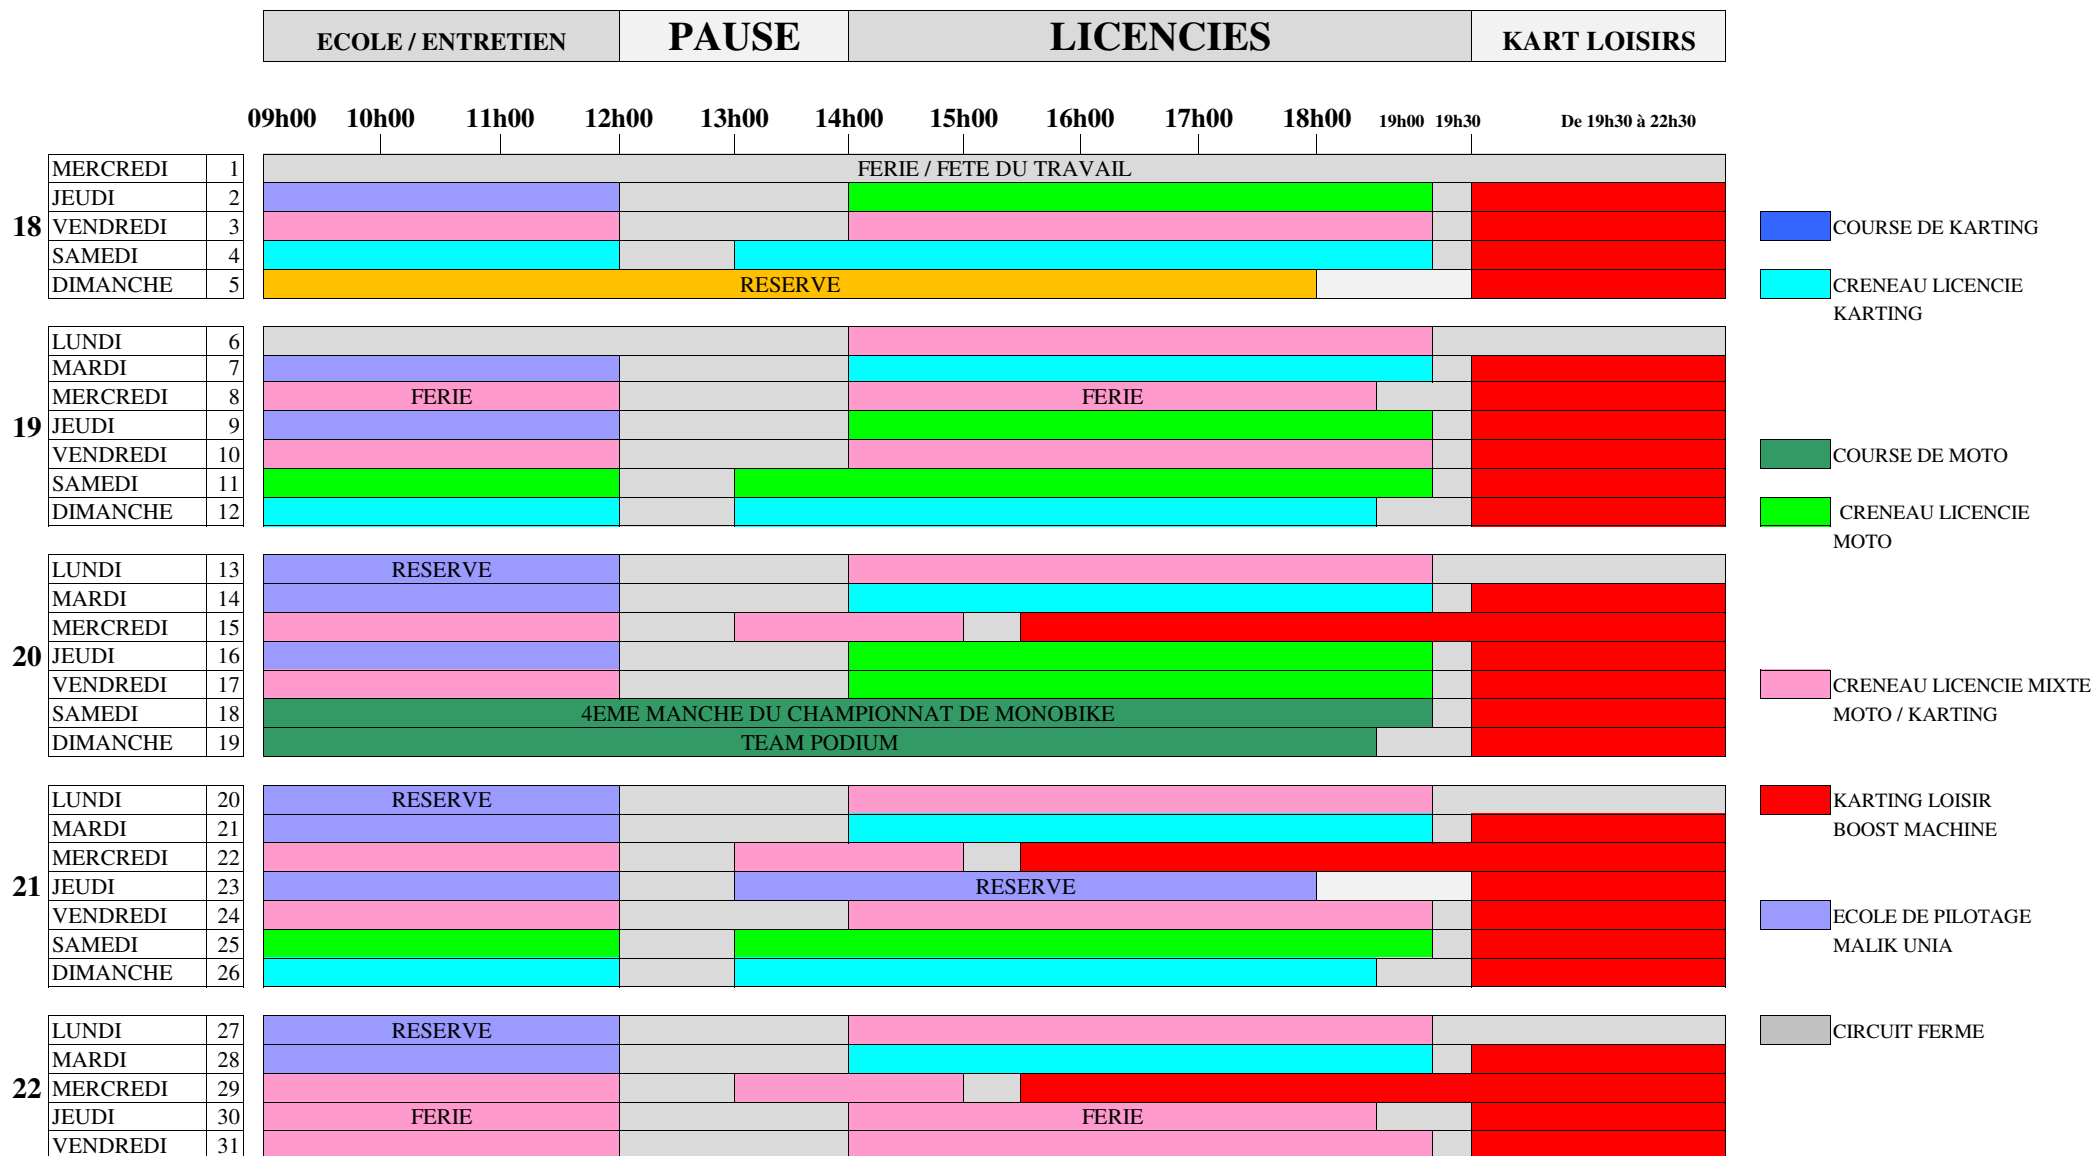 ECOLE / ENTRETIEN PAUSE LICENCIES KART LOISIRS
09h00 10h00 11h00 12h00 13h00 14h00 15h00 16h00 17h00 18h00 19h00 19h30 De 19h30 à 22h30
MERCREDI 1 FERIE / FETE DU TRAVAIL
JEUDI 2
18 VENDREDI 3 COURSE DE KARTING
SAMEDI 4
DIMANCHE 5 RESERVE CRENEAU LICENCIE
KARTING
LUNDI 6
MARDI 7
MERCREDI 8 FERIE FERIE
19 JEUDI 9
VENDREDI 10 COURSE DE MOTO
SAMEDI 11
DIMANCHE 12 CRENEAU LICENCIE
MOTO
LUNDI 13 RESERVE
MARDI 14
MERCREDI 15
20 JEUDI 16
VENDREDI 17 CRENEAU LICENCIE MIXTE
SAMEDI 18 4EME MANCHE DU CHAMPIONNAT DE MONOBIKE MOTO / KARTING
DIMANCHE 19 TEAM PODIUM
LUNDI 20 RESERVE KARTING LOISIR
MARDI 21 BOOST MACHINE
MERCREDI 22
21 JEUDI 23 RESERVE
VENDREDI 24 ECOLE DE PILOTAGE
SAMEDI 25 MALIK UNIA
DIMANCHE 26
LUNDI 27 RESERVE CIRCUIT FERME
MARDI 28
22 MERCREDI 29
JEUDI 30 FERIE FERIE
VENDREDI 31